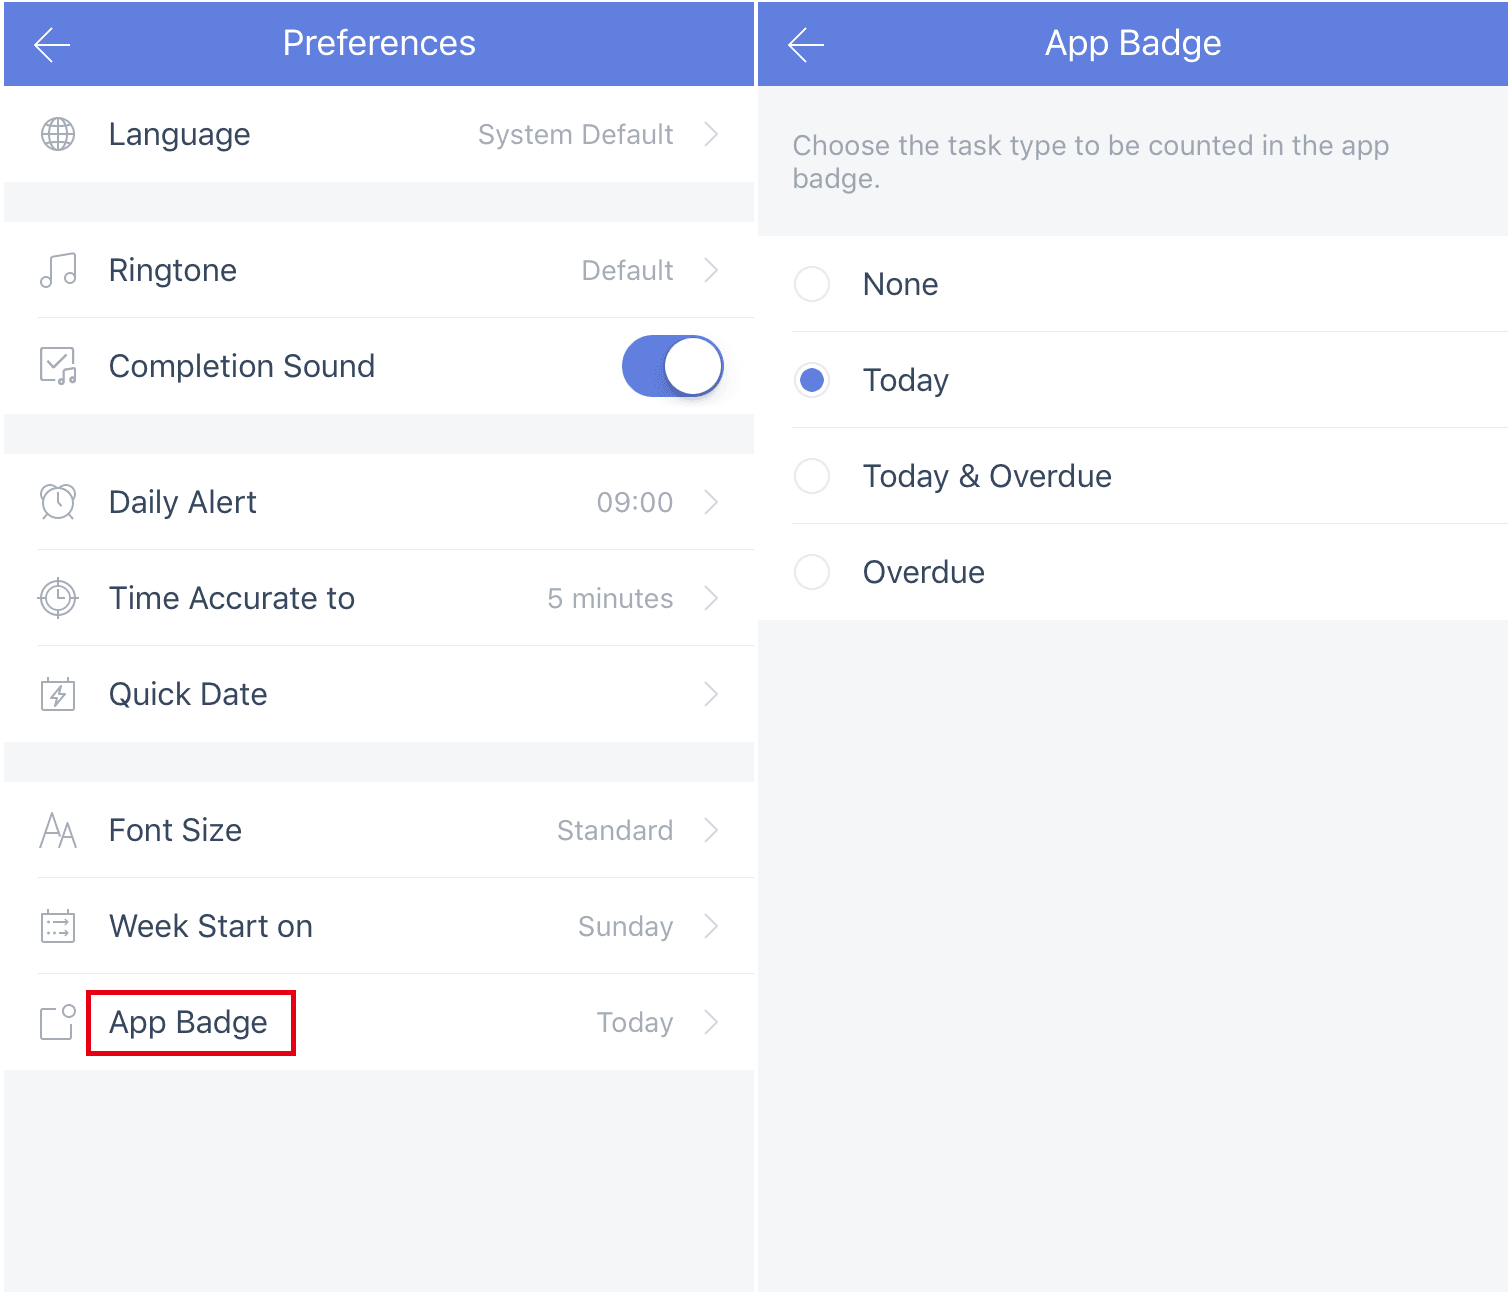 Preferences
Language System Default
Ringtone Default
Completion Sound
Daily Alert 09:00
Time Accurate to 5 minutes
Quick Date
Font Size Standard
Week Start on Sunday
App Badge Today
App Badge
Choose the task type to be counted in the app
badge.
None
Today
Today & Overdue
Overdue